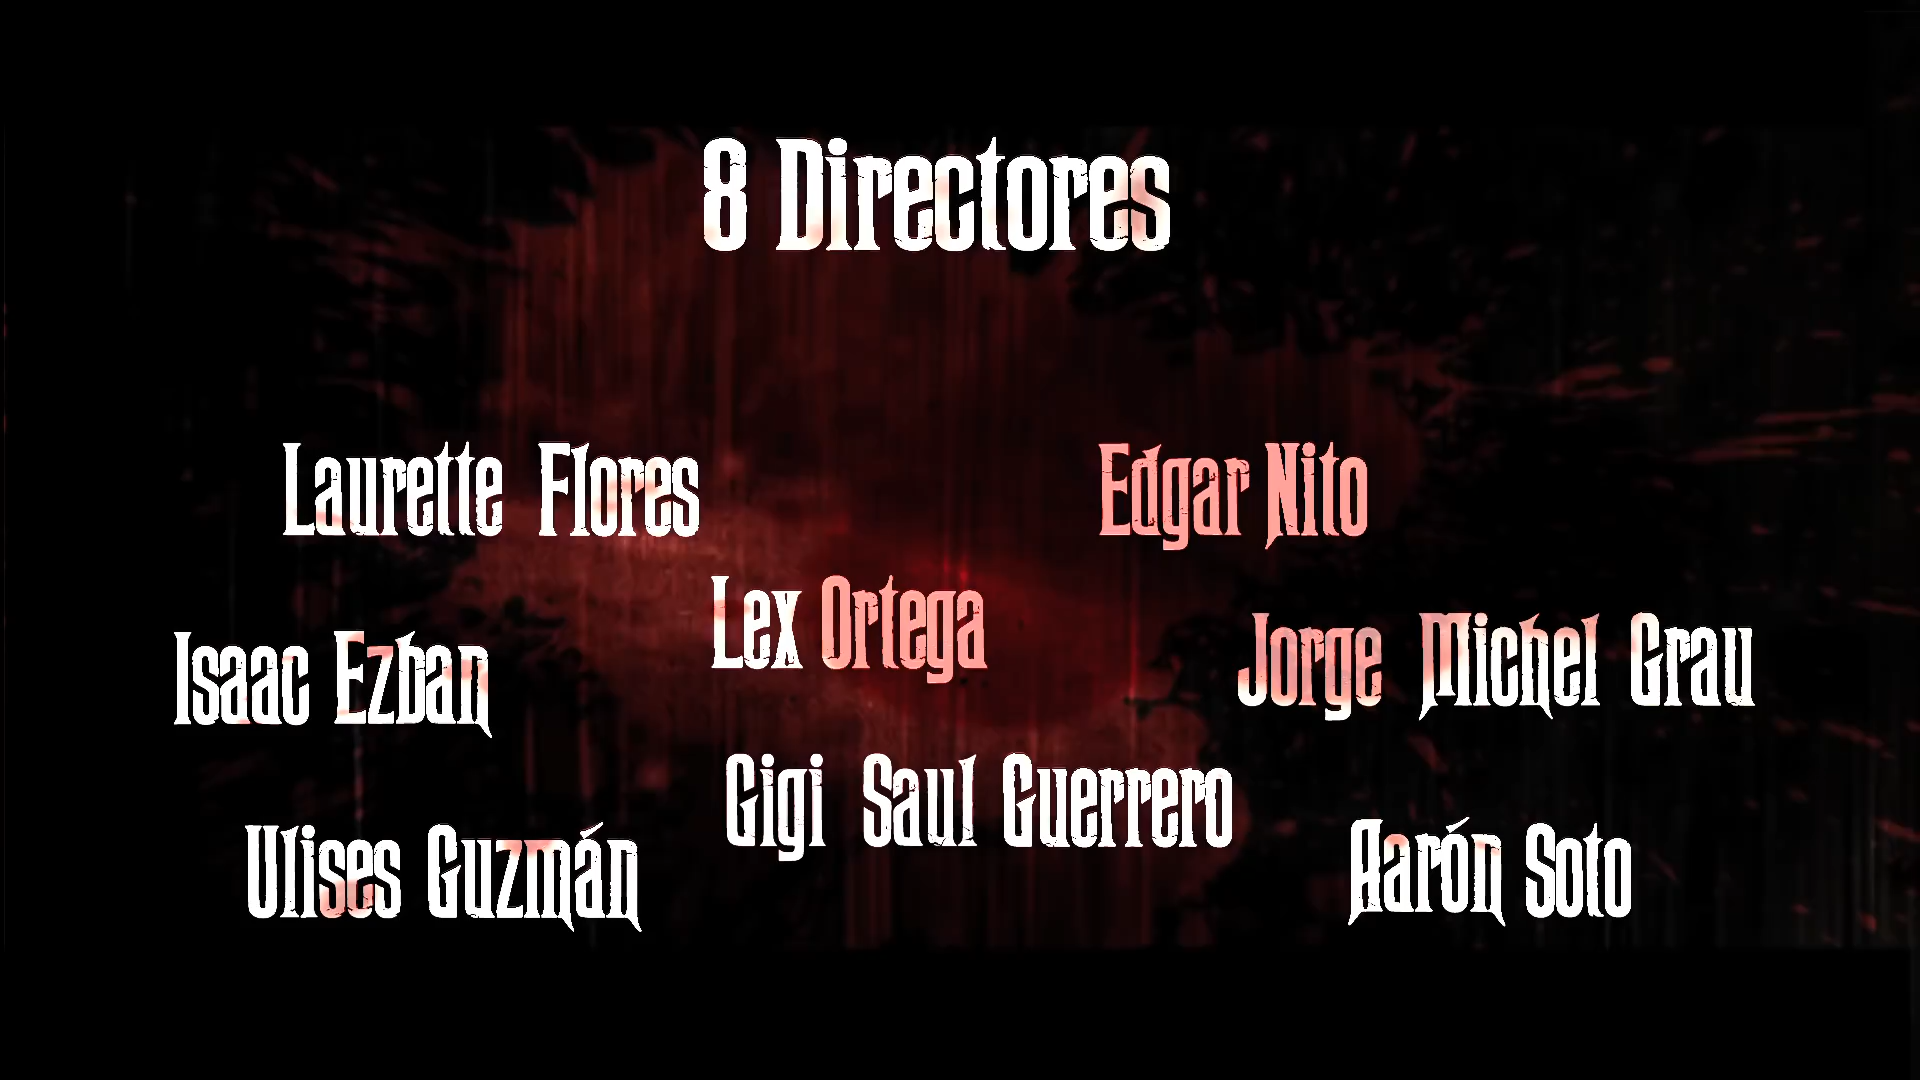 8 Directores
Laurette Flores
Edgar Nito
Lex Ortega
Isaac Ezban
Jorge Michel Grau
Gigi Saul Guerrero
Ulises Guzmán
Aarón Soto